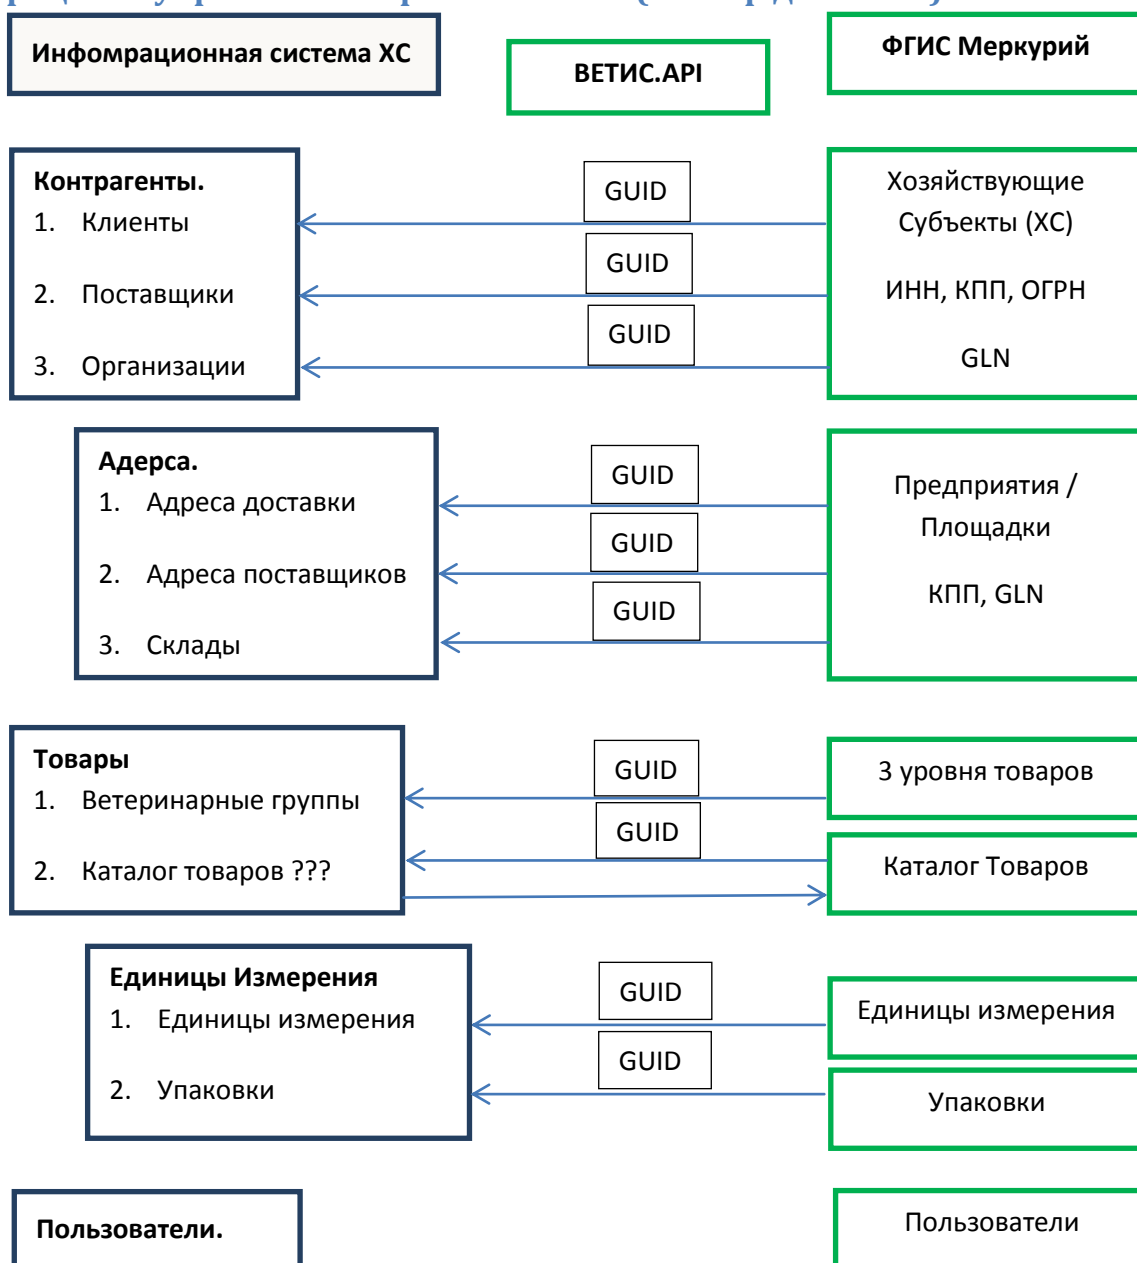 Инфомрационная система ХС
ВЕТИС.API
ФГИС Меркурий
Контрагенты.
1. Клиенты
2. Поставщики
3. Организации
GUID
GUID
GUID
Хозяйствующие
Субъекты (ХС)
ИНН, КПП, ОГРН
GLN
Адерса.
1. Адреса доставки
2. Адреса поставщиков
3. Склады
GUID
GUID
GUID
Предприятия /
Площадки
КПП, GLN
Товары
1. Ветеринарные группы
2. Каталог товаров ???
GUID
GUID
3 уровня товаров
Каталог Товаров
Единицы Измерения
1. Единицы измерения
2. Упаковки
GUID
GUID
Единицы измерения
Упаковки
Пользователи.
Пользователи